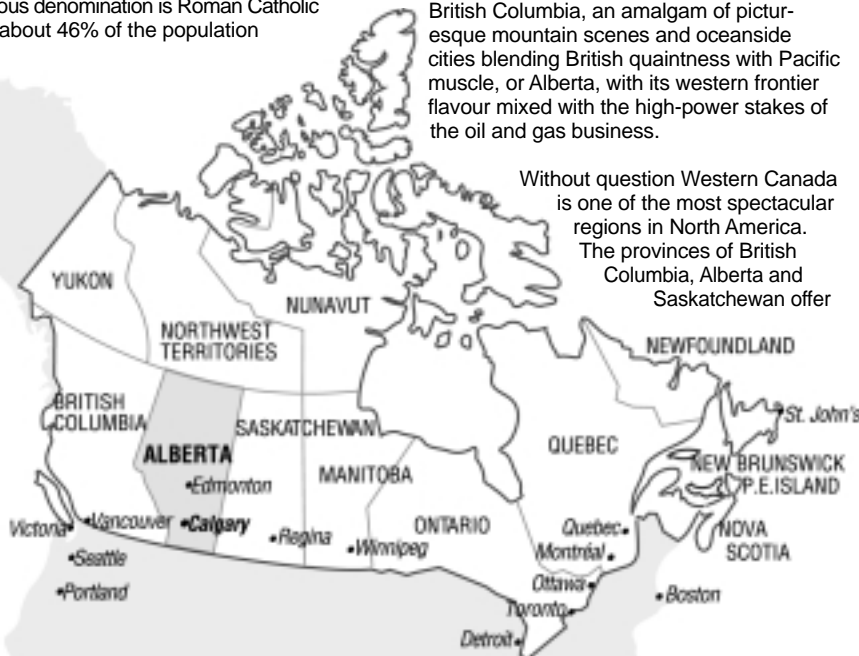 ous denomination is Roman Catholic
about 46% of the population
British Columbia, an amalgam of pictur-
esque mountain scenes and oceanside
cities blending British quaintness with Pacific
muscle, or Alberta, with its western frontier
flavour mixed with the high-power stakes of
the oil and gas business.
Without question Western Canada
is one of the most spectacular
regions in North America.
The provinces of British
Columbia, Alberta and
Saskatchewan offer
YUKON
NUNAVUT
NORTHWEST
TERRITORIES
NEWFOUNDLAND
BRITISH
COLUMBIA
ALBERTA
SASKATCHEWAN
MANITOBA
ONTARIO
QUEBEC
St. John's
NEW BRUNSWICK
P.E.ISLAND
NOVA
SCOTIA
Edmonton
Victoria
Vancouver
Calgary
Regina
Winnipeg
Quebec
Montréal
Seattle
Portland
Ottawa
Toronto
Boston
Detroit